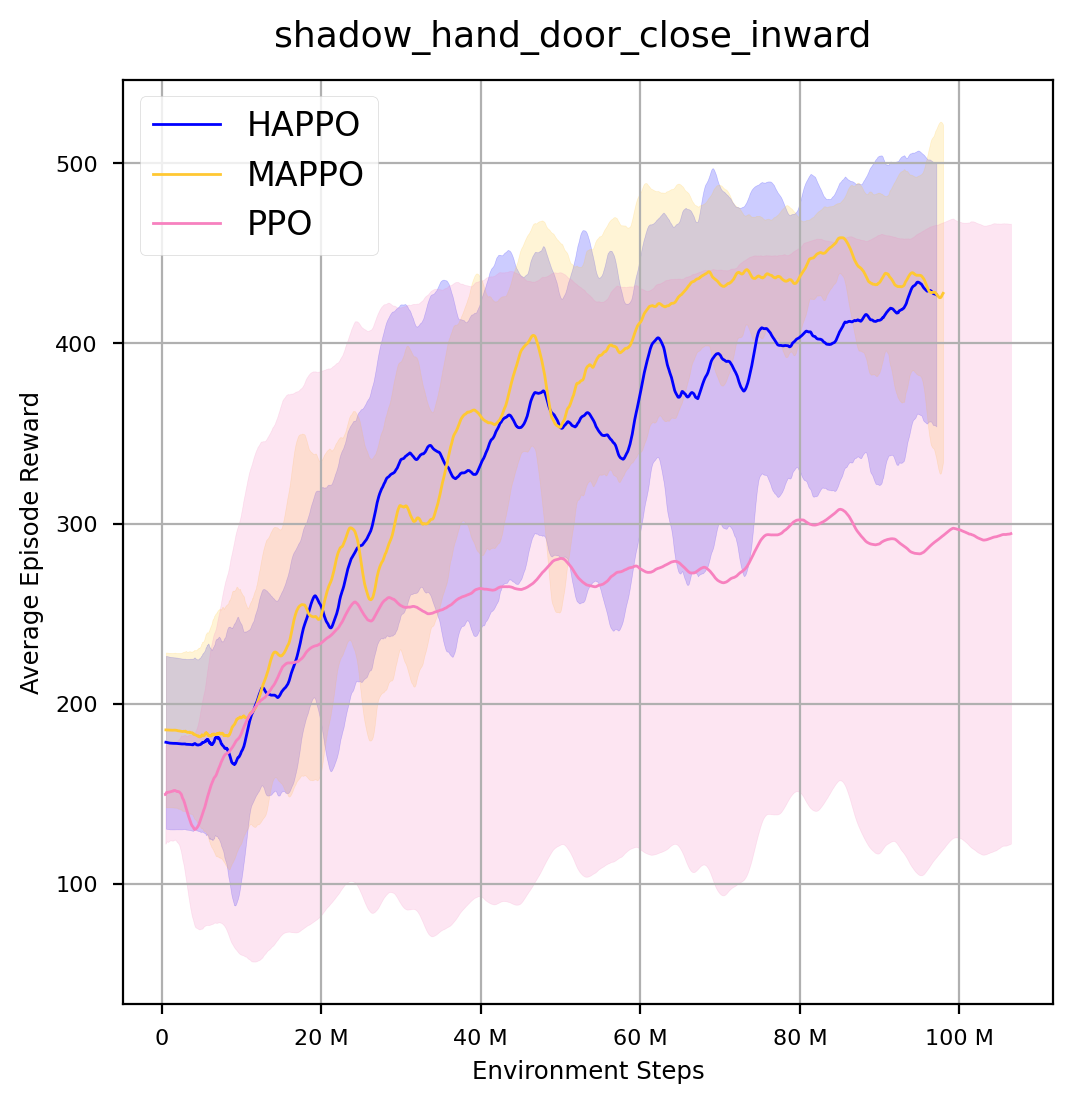 shadow_hand_door_close_inward
HAPPO
MAPPO
PPO
Average Episode Reward
500
400
300
200
100
0
20 M
40 M
60 M
80 M
100 M
Environment Steps